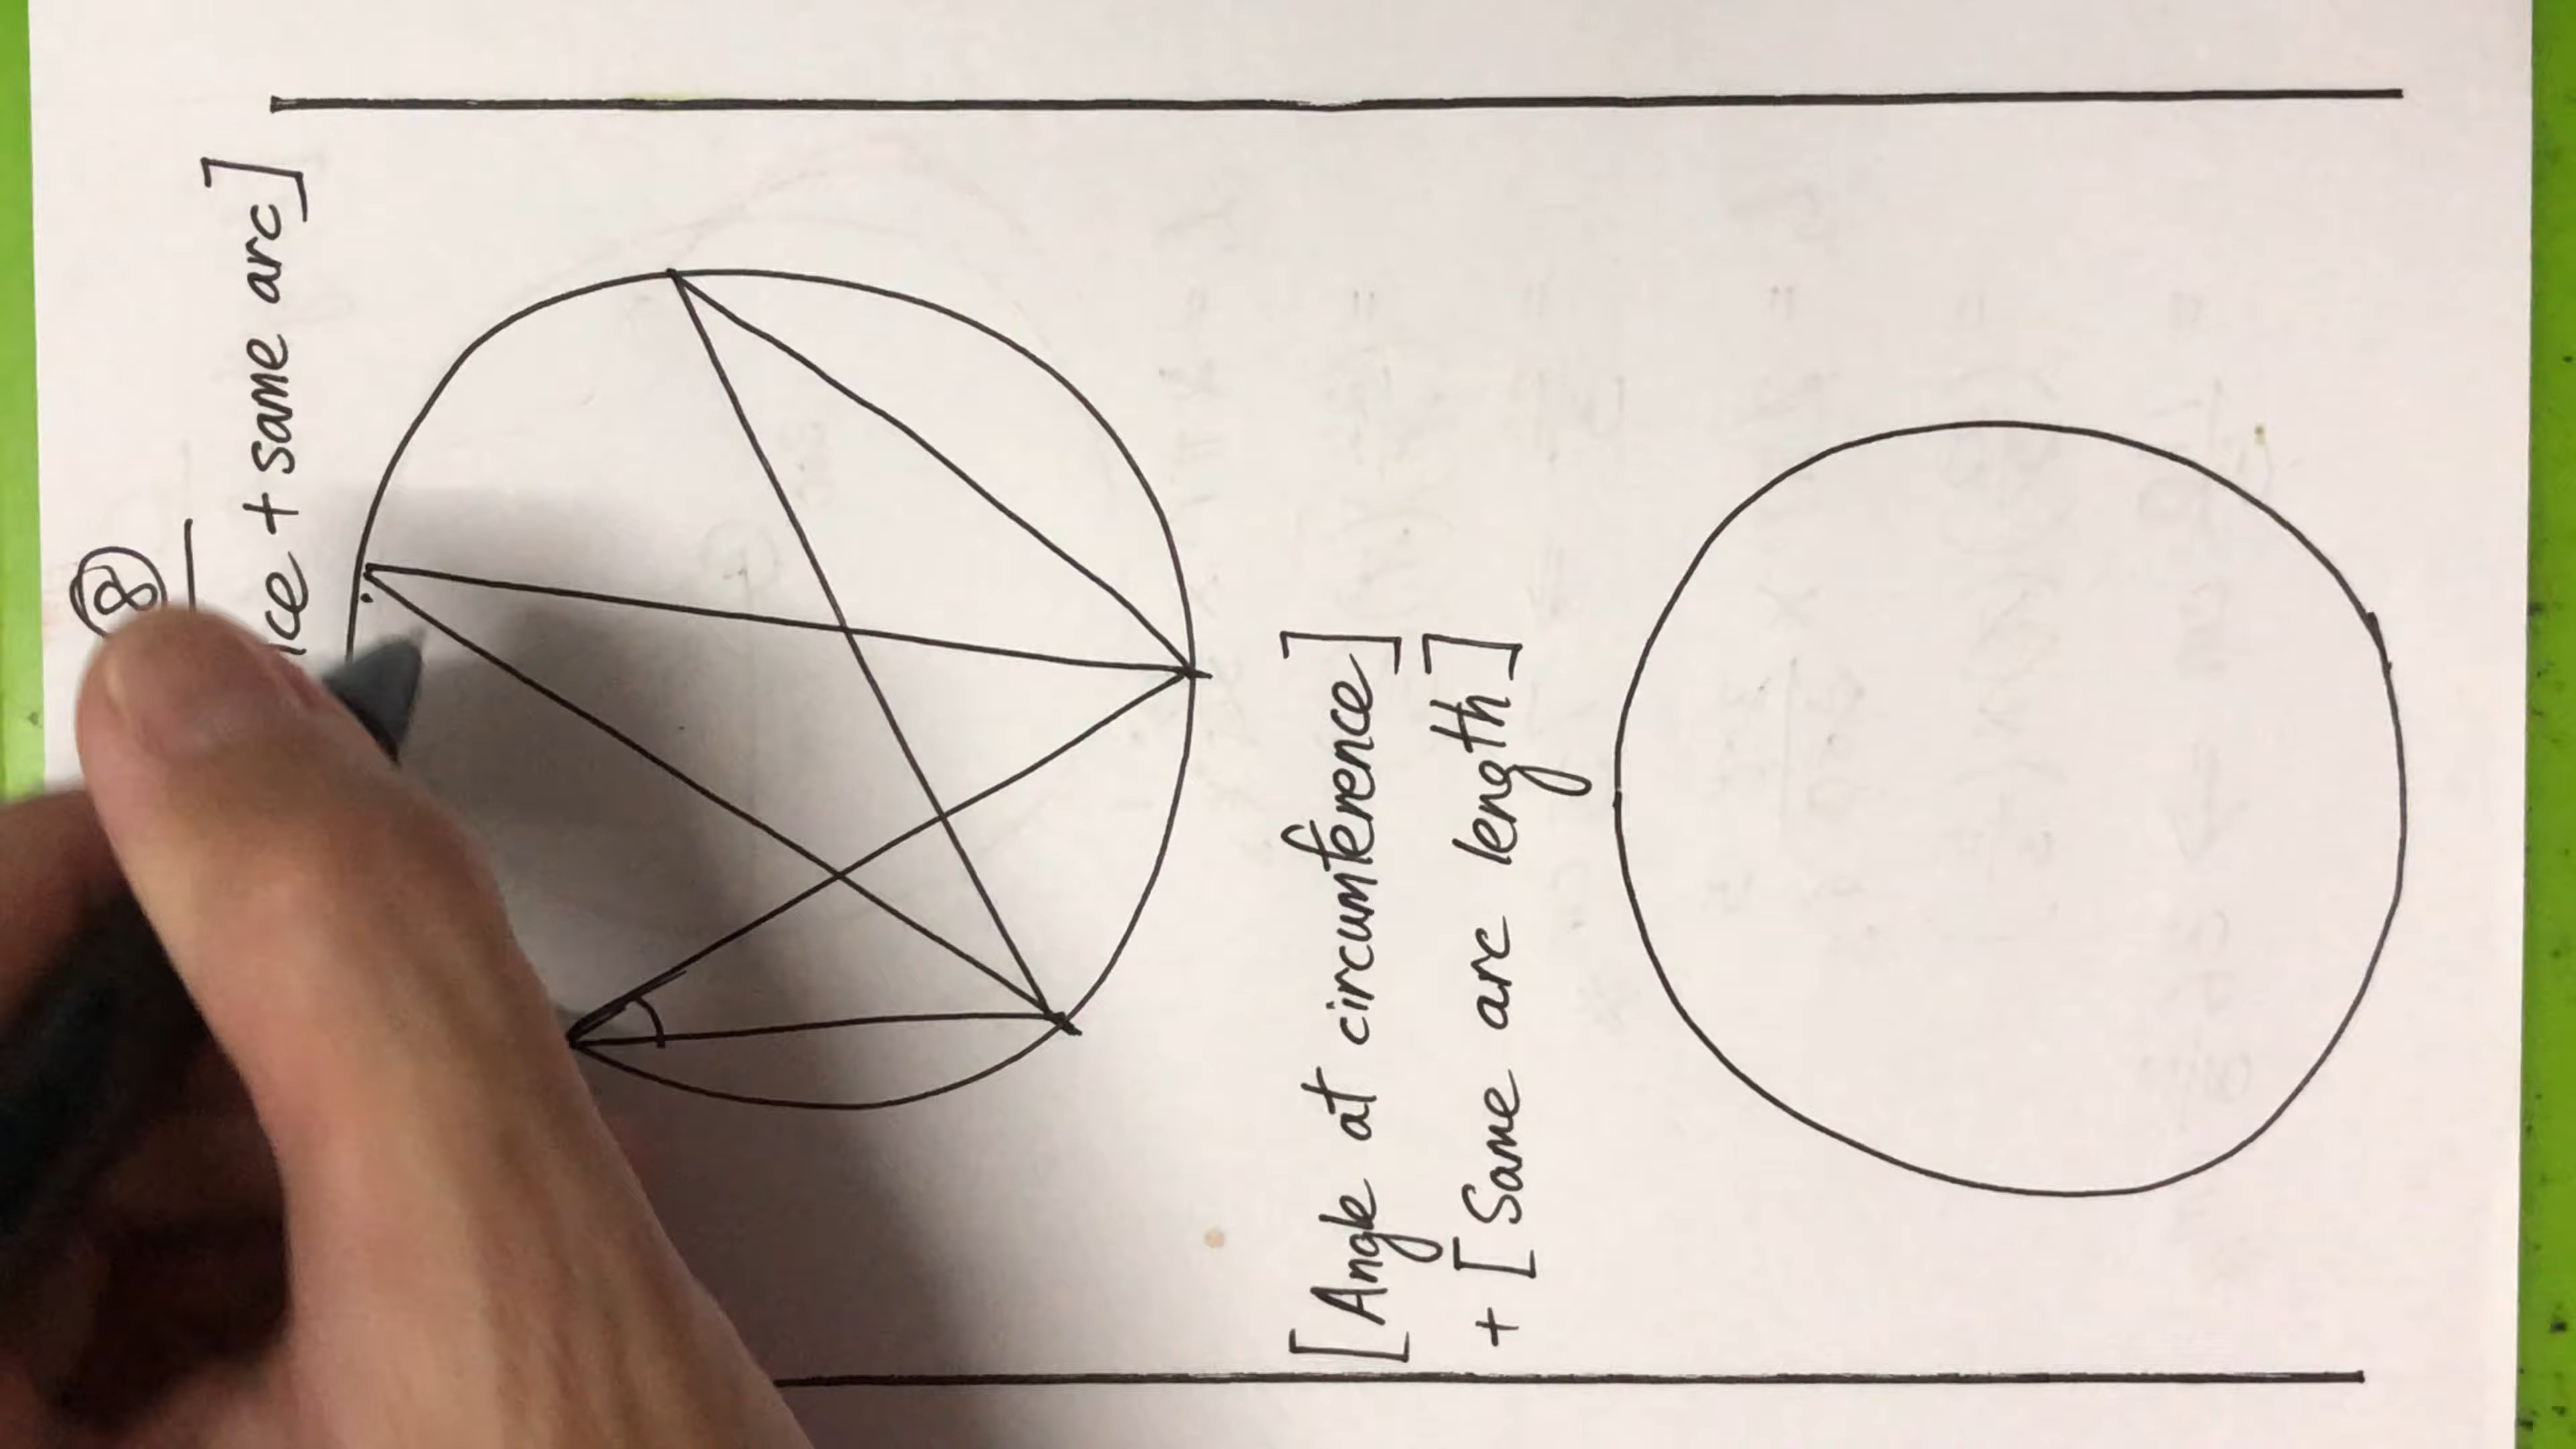 8
ce + same arc]
[Angle at circumference]
+ [Same arc length]